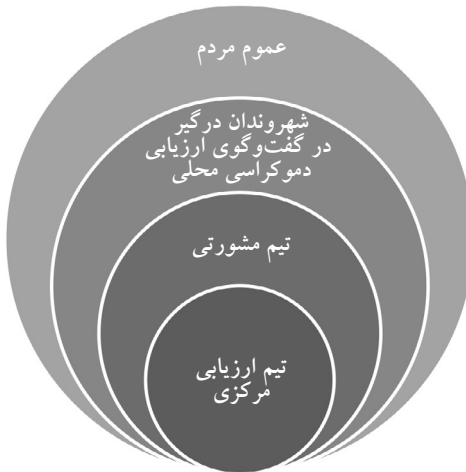 عموم مردم
شهروندان درگیر
در گفت‌وگوی ارزیابی
دموکراسی محلی
تیم مشورتی
تیم ارزیابی
مرکزی